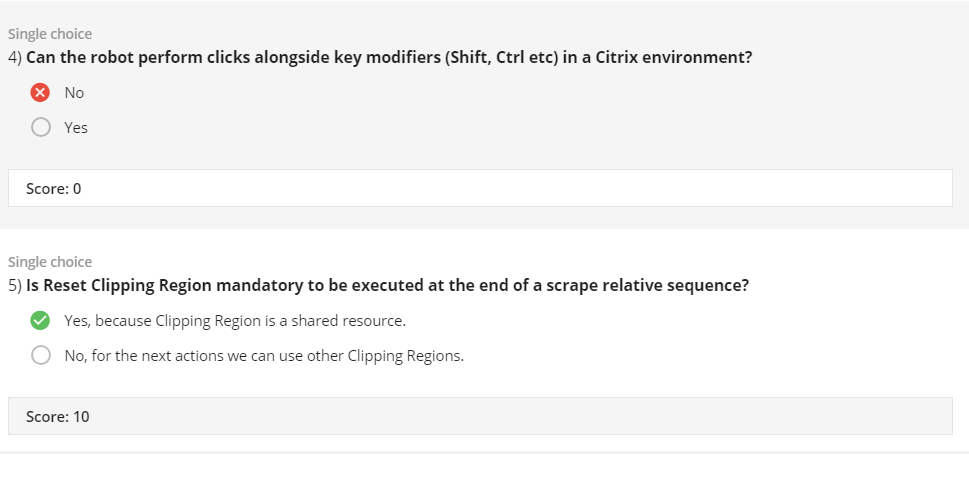 Single choice
4) Can the robot perform clicks alongside key modifiers (Shift, Ctrl etc) in a Citrix environment?
No
Yes
Score: 0
Single choice
5) Is Reset Clipping Region mandatory to be executed at the end of a scrape relative sequence?
Yes, because Clipping Region is a shared resource.
No, for the next actions we can use other Clipping Regions.
Score: 10